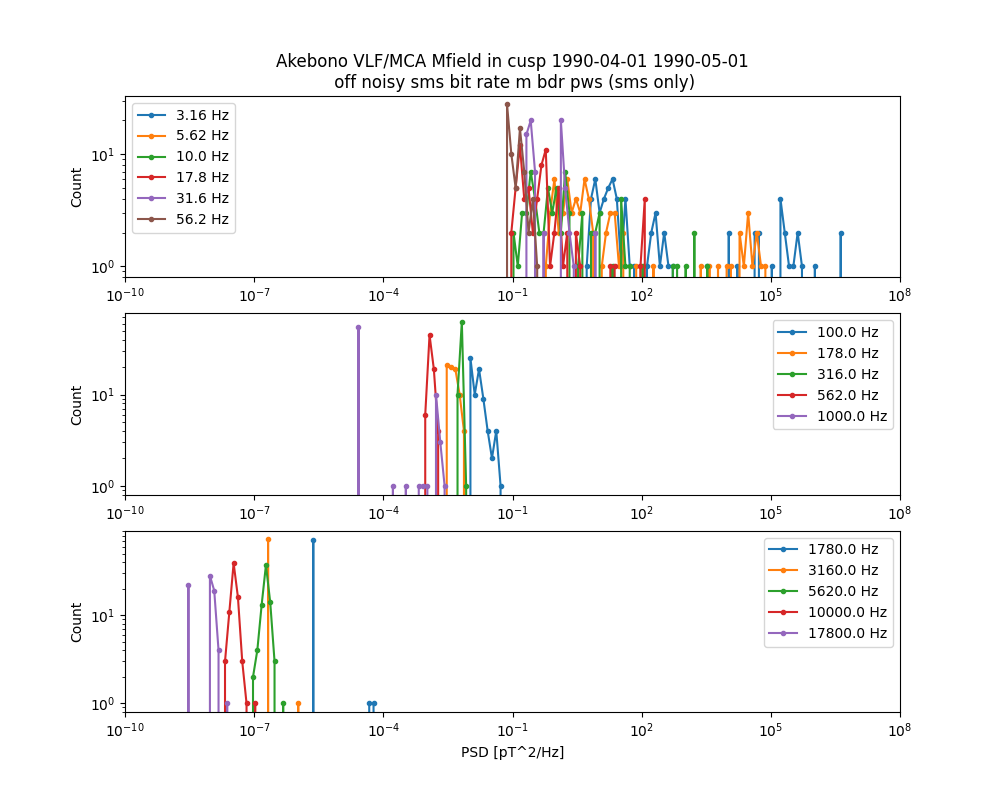 Akebono VLF/MCA Mfield in cusp 1990-04-01 1990-05-01
off noisy sms bit rate m bdr pws (sms only)
Count
10^1
10^0
3.16 Hz
5.62 Hz
10.0 Hz
17.8 Hz
31.6 Hz
56.2 Hz
10^-10
10^-7
10^-4
10^-1
10^2
10^5
10^8
Count
10^1
10^0
100.0 Hz
178.0 Hz
316.0 Hz
562.0 Hz
1000.0 Hz
10^-10
10^-7
10^-4
10^-1
10^2
10^5
10^8
Count
10^1
10^0
1780.0 Hz
3160.0 Hz
5620.0 Hz
10000.0 Hz
17800.0 Hz
10^-10
10^-7
10^-4
10^-1
10^2
10^5
10^8
PSD [pT^2/Hz]